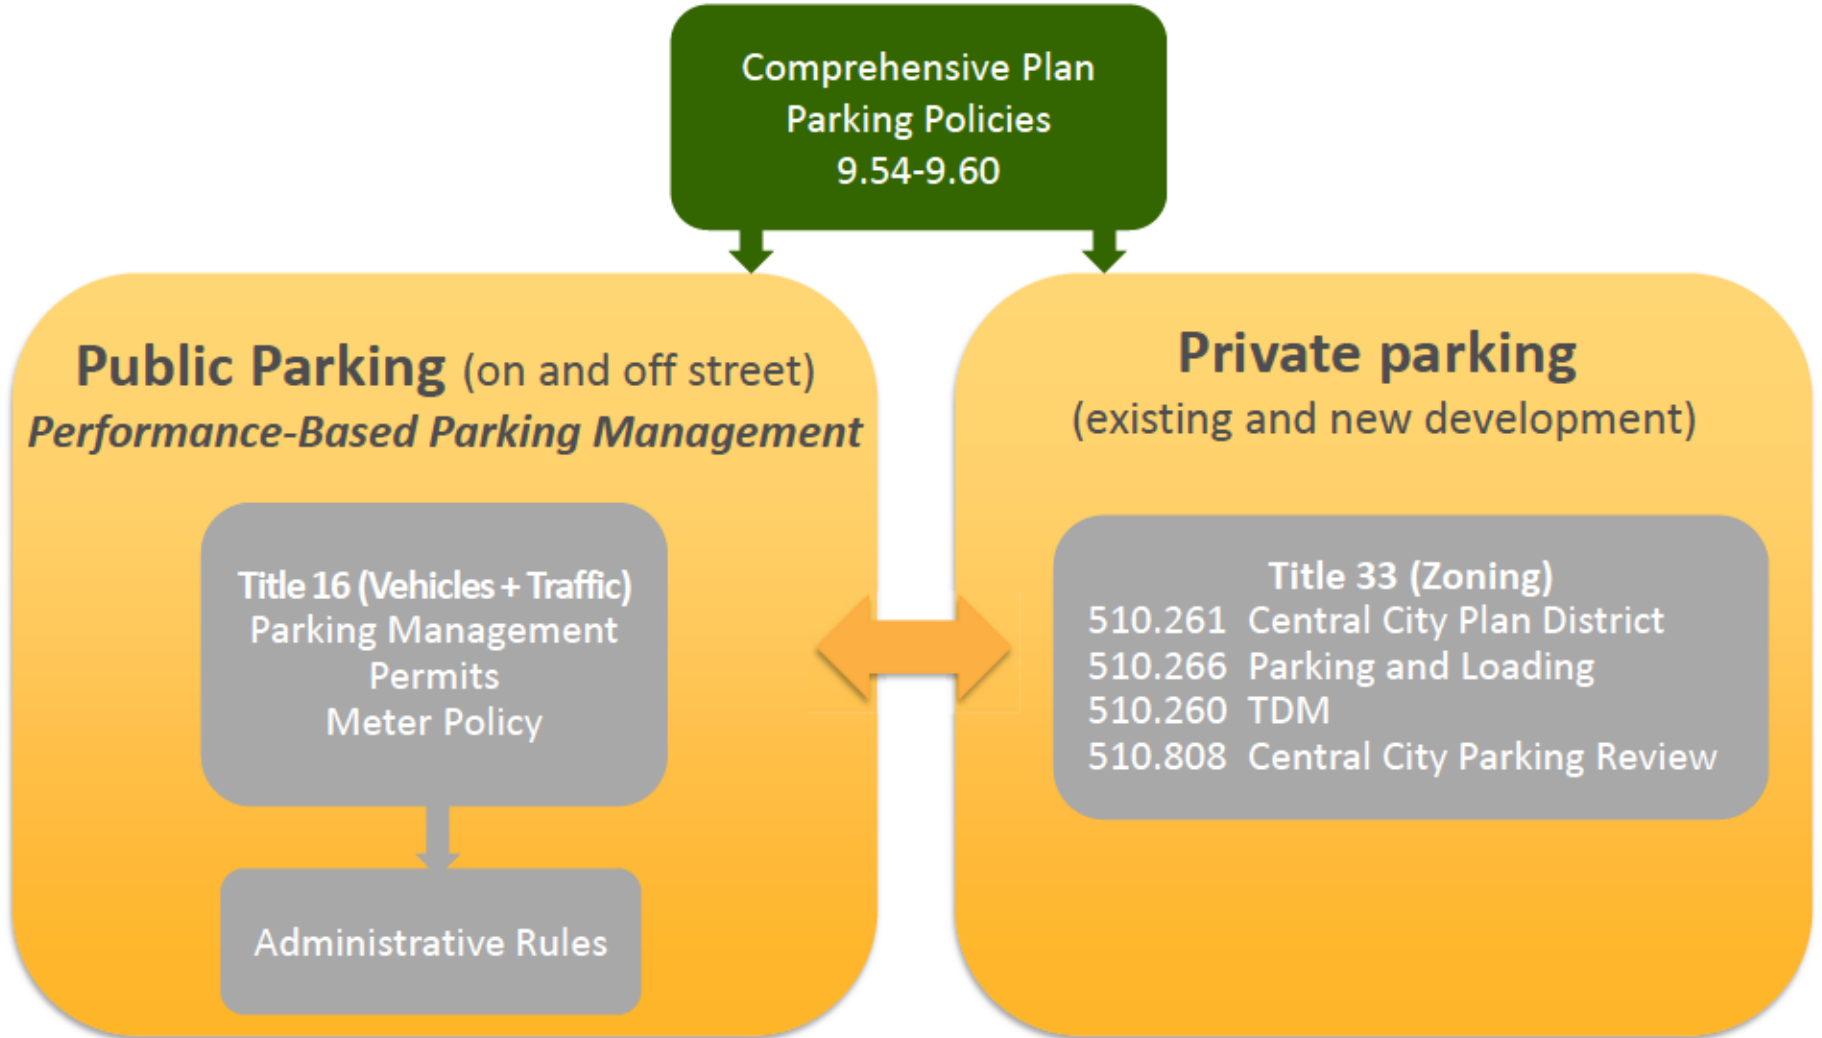 Comprehensive Plan
Parking Policies
9.54-9.60
Public Parking (on and off street)
Performance-Based Parking Management
Title 16 (Vehicles + Traffic)
Parking Management
Permits
Meter Policy
Administrative Rules
Private parking
(existing and new development)
Title 33 (Zoning)
510.261 Central City Plan District
510.266 Parking and Loading
510.260 TDM
510.808 Central City Parking Review